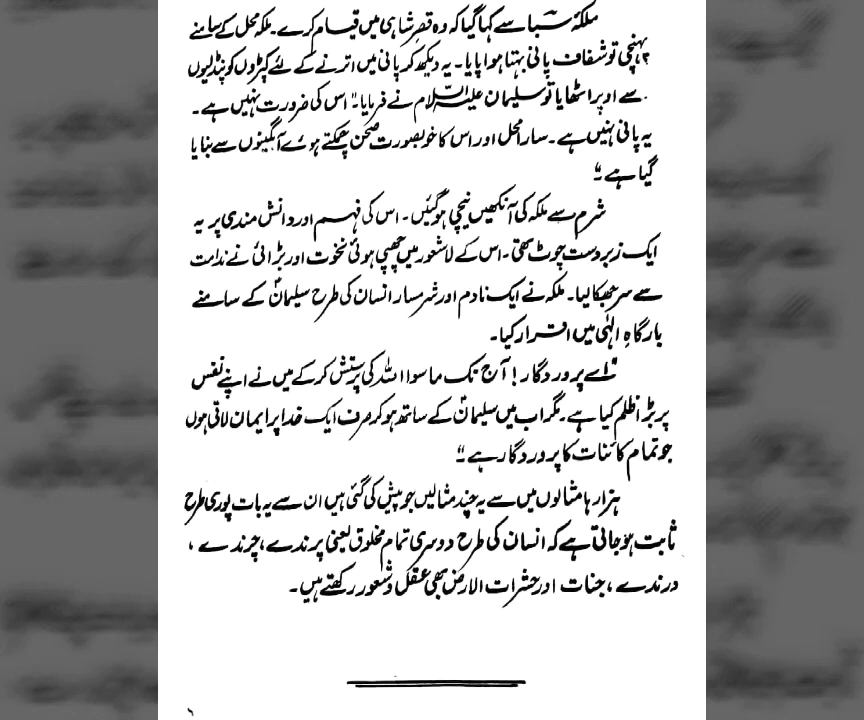 ملکۂ سبا سے کہا گیا کہ وہ قصرِ شاہی میں قیام کرے۔ ملکہ محل کے سامنے
پہنچی تو شفاف پانی بہتا ہوا پایا۔ یہ دیکھ کر پانی میں اترنے کے لئے کپڑوں کو پنڈلیوں
سے اوپر اٹھایا تو سلیمان علیہ السّلام نے فرمایا۔ "اس کی ضرورت نہیں ہے۔
یہ پانی نہیں ہے۔ سارا محل اور اس کا خوبصورت صحن چمکتے ہوئے آبگینوں سے بنایا
گیا ہے۔"
شرم سے ملکہ کی آنکھیں نیچی ہو گئیں۔ اس کی فہم اور دانش مندی پر یہ
ایک زبردست چوٹ تھی۔ اس کے لاشعور میں چھپی ہوئی نخوت اور بڑائی نے ندامت
سے سر جھکا لیا۔ ملکہ نے ایک نادم اور شرمسار انسان کی طرح سلیمانؑ کے سامنے
بارگاہِ الٰہی میں اقرار کیا۔
"اے پروردگار! آج تک ماسوا اللہ کی پرستش کر کے میں نے اپنے نفس
پر بڑا ظلم کیا ہے۔ مگر اب میں سلیمانؑ کے ساتھ ہو کر صرف ایک خدا پر ایمان لاتی ہوں
جو تمام کائنات کا پروردگار ہے۔"
ہزارہا مثالوں میں سے یہ چند مثالیں جو پیش کی گئی ہیں ان سے یہ بات پوری طرح
ثابت ہو جاتی ہے کہ انسان کی طرح دوسری تمام مخلوق یعنی پرندے، چرندے،
درندے، جنات اور حشرات الارض بھی عقل و شعور رکھتے ہیں۔